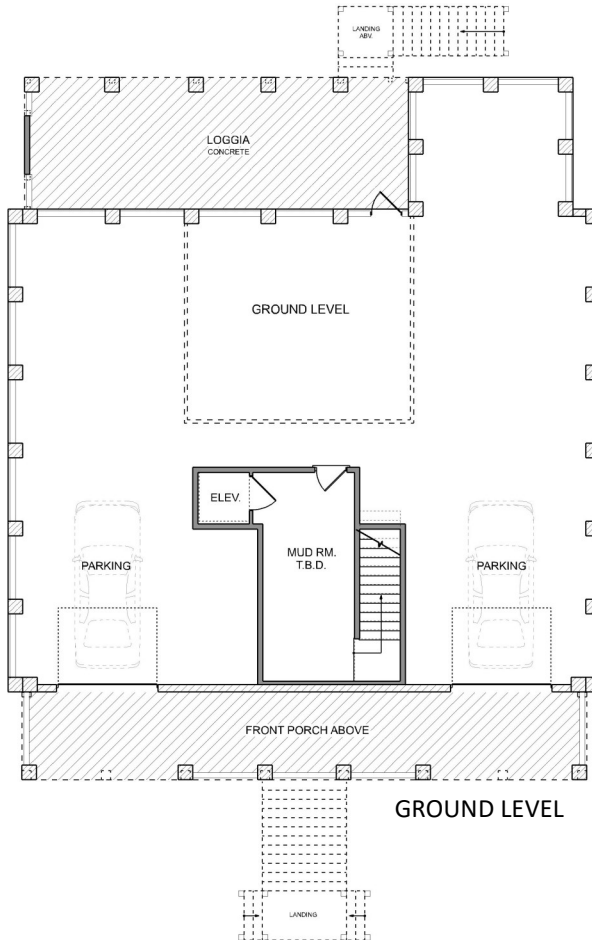 LANDING
ABV.
LOGGIA
CONCRETE
GROUND LEVEL
ELEV.
MUD RM.
T.B.D.
PARKING
PARKING
FRONT PORCH ABOVE
GROUND LEVEL
LANDING